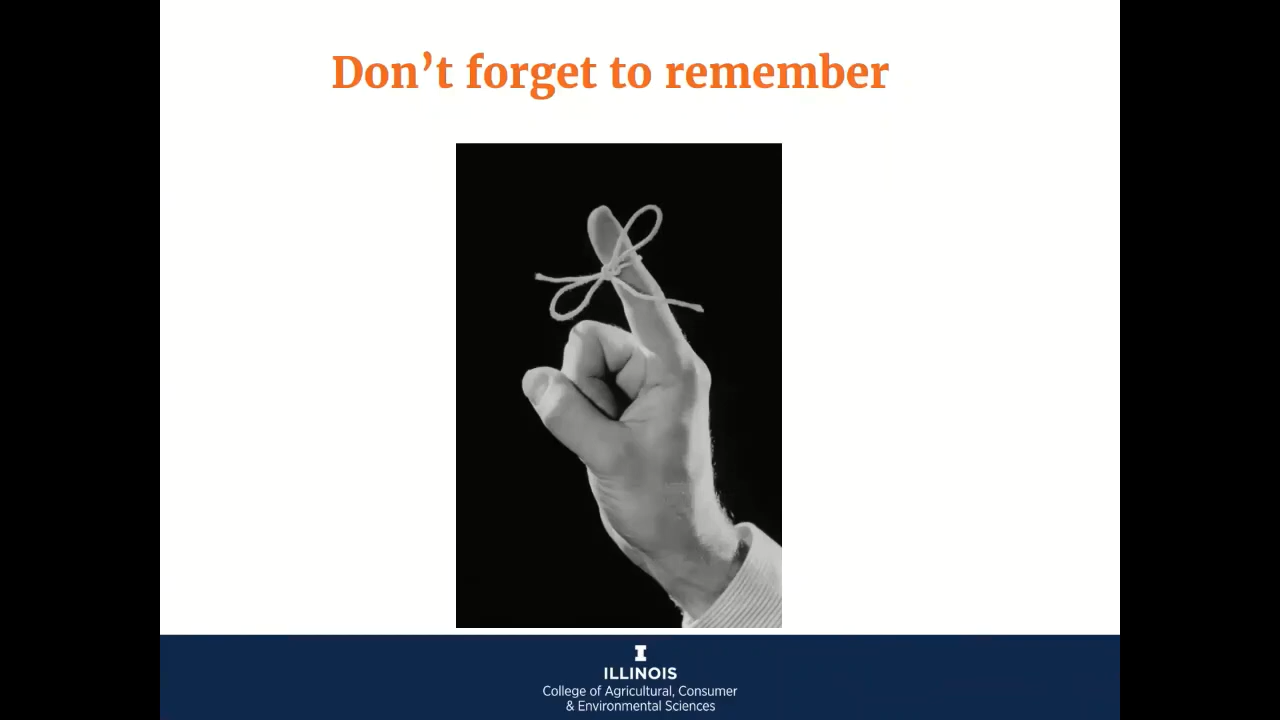 Don’t forget to remember
I
ILLINOIS
College of Agricultural, Consumer
& Environmental Sciences